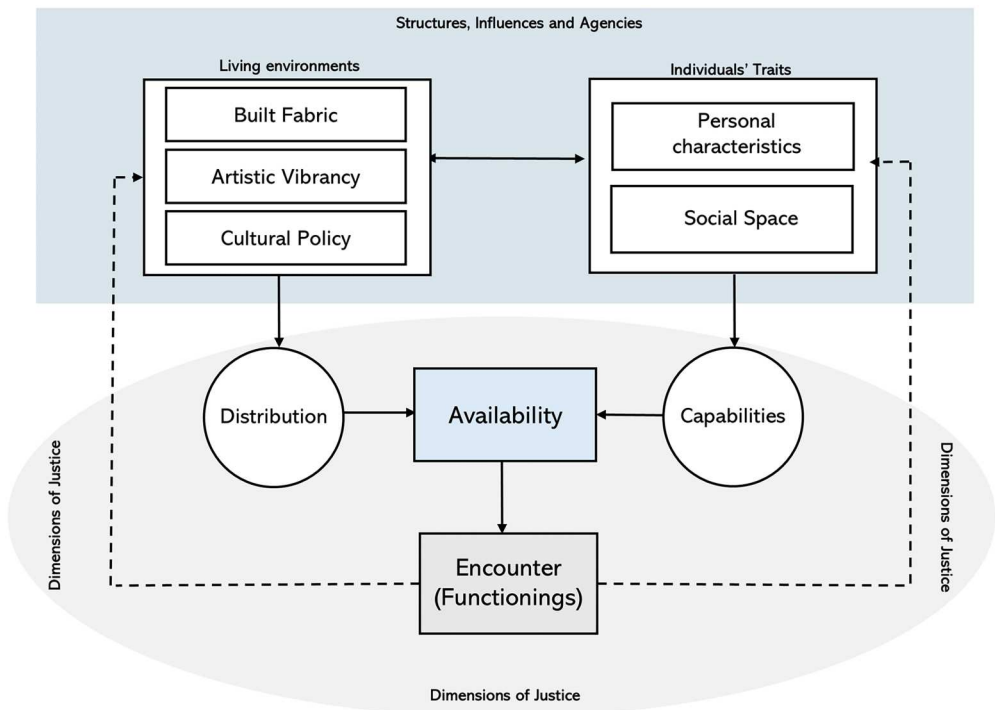 Structures, Influences and Agencies
Living environments
Individuals' Traits
Built Fabric
Artistic Vibrancy
Cultural Policy
Personal
characteristics
Social Space
Distribution
Availability
Capabilities
Dimensions of Justice
Dimensions of Justice
Encounter
(Functionings)
Dimensions of Justice